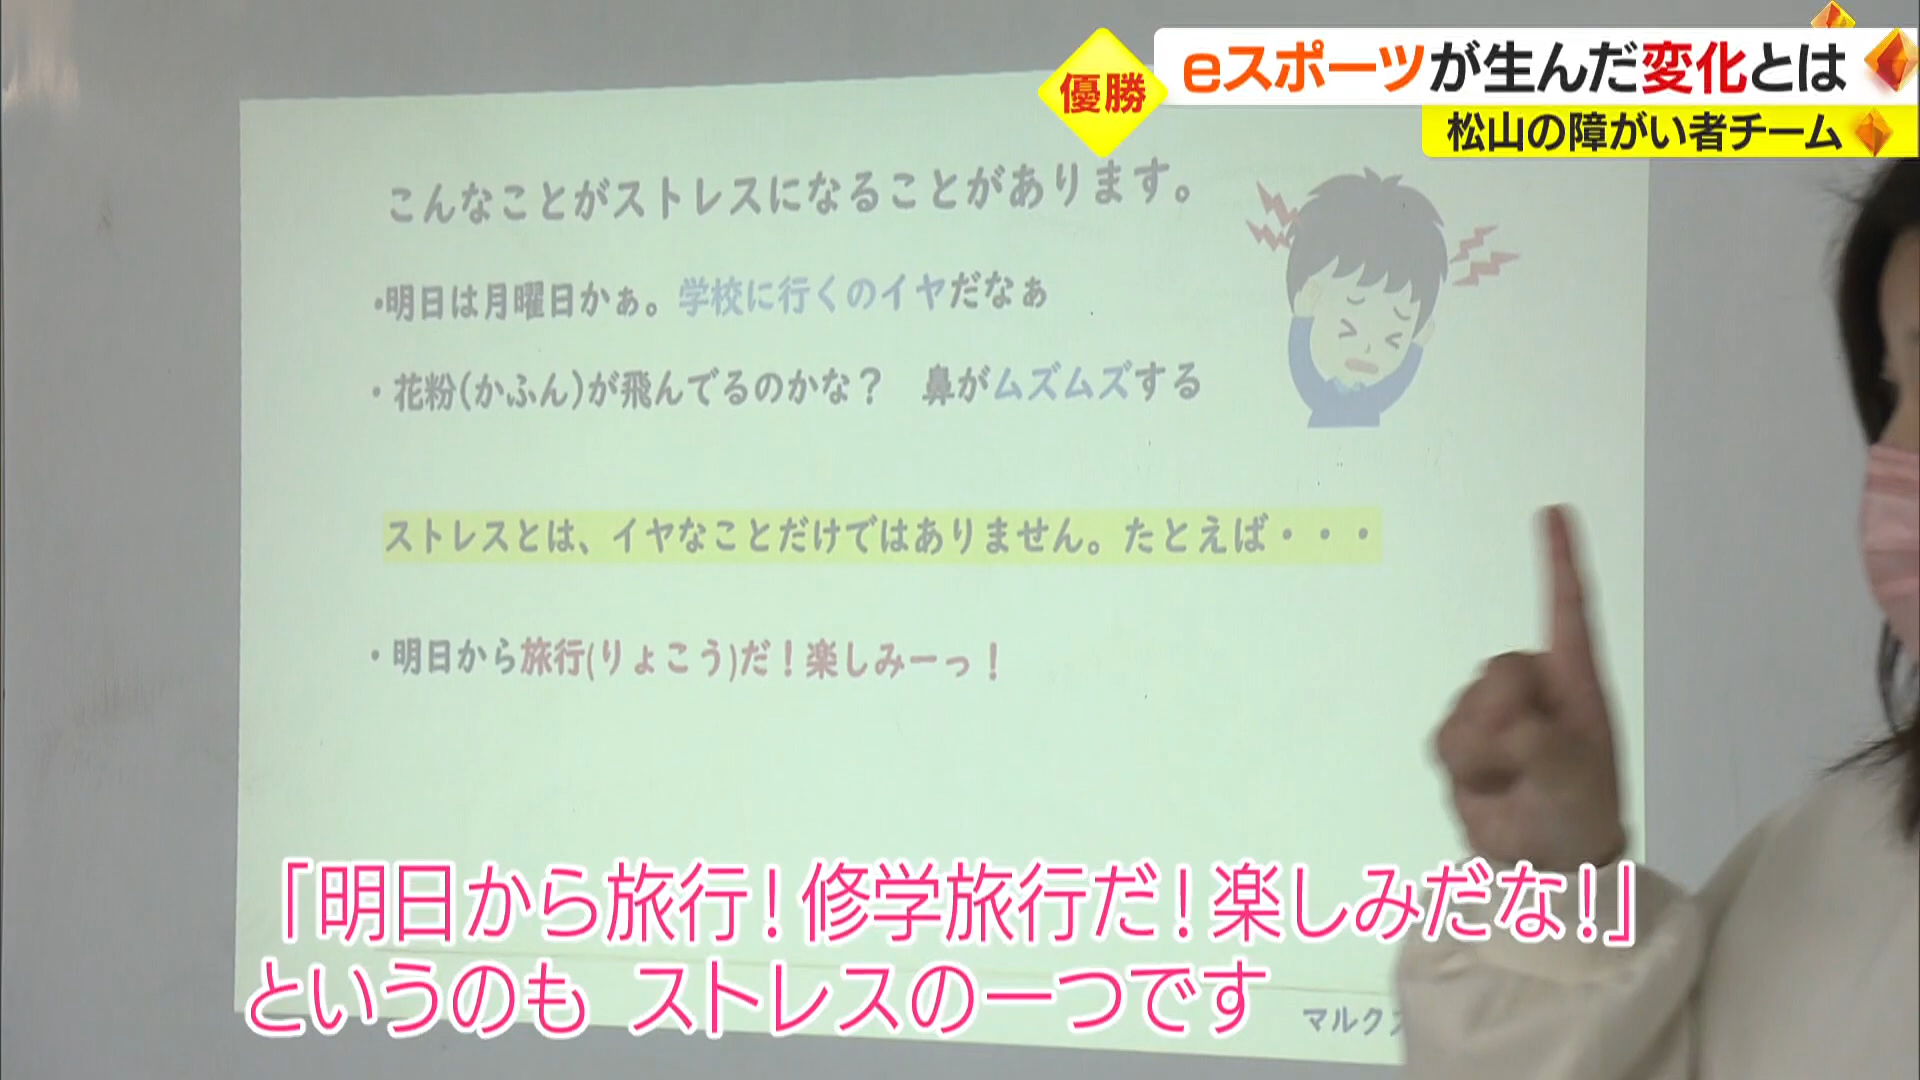 優勝
eスポーツが生んだ変化とは
松山の障がい者チーム
こんなことがストレスになることがあります。
・明日は月曜日かぁ。学校に行くのイヤだなぁ
・花粉(かふん)が飛んでるのかな？　鼻がムズムズする
ストレスとは、イヤなことだけではありません。たとえば・・・
・明日から旅行(りょこう)だ！楽しみーっ！
「明日から旅行！修学旅行だ！楽しみだな！」
というのも ストレスの一つです
マルク